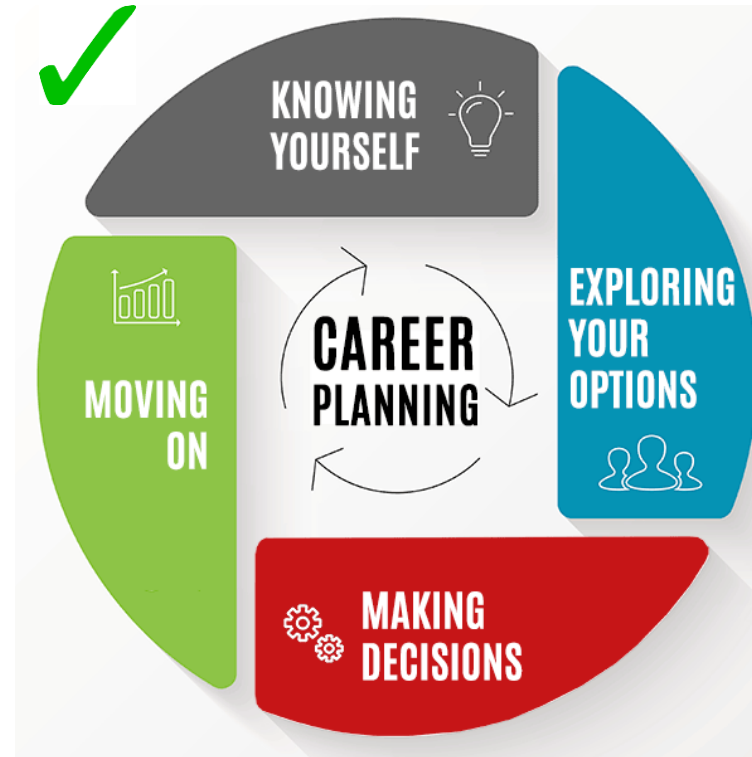 KNOWING
YOURSELF
EXPLORING
YOUR
OPTIONS
CAREER
PLANNING
MOVING
ON
MAKING
DECISIONS